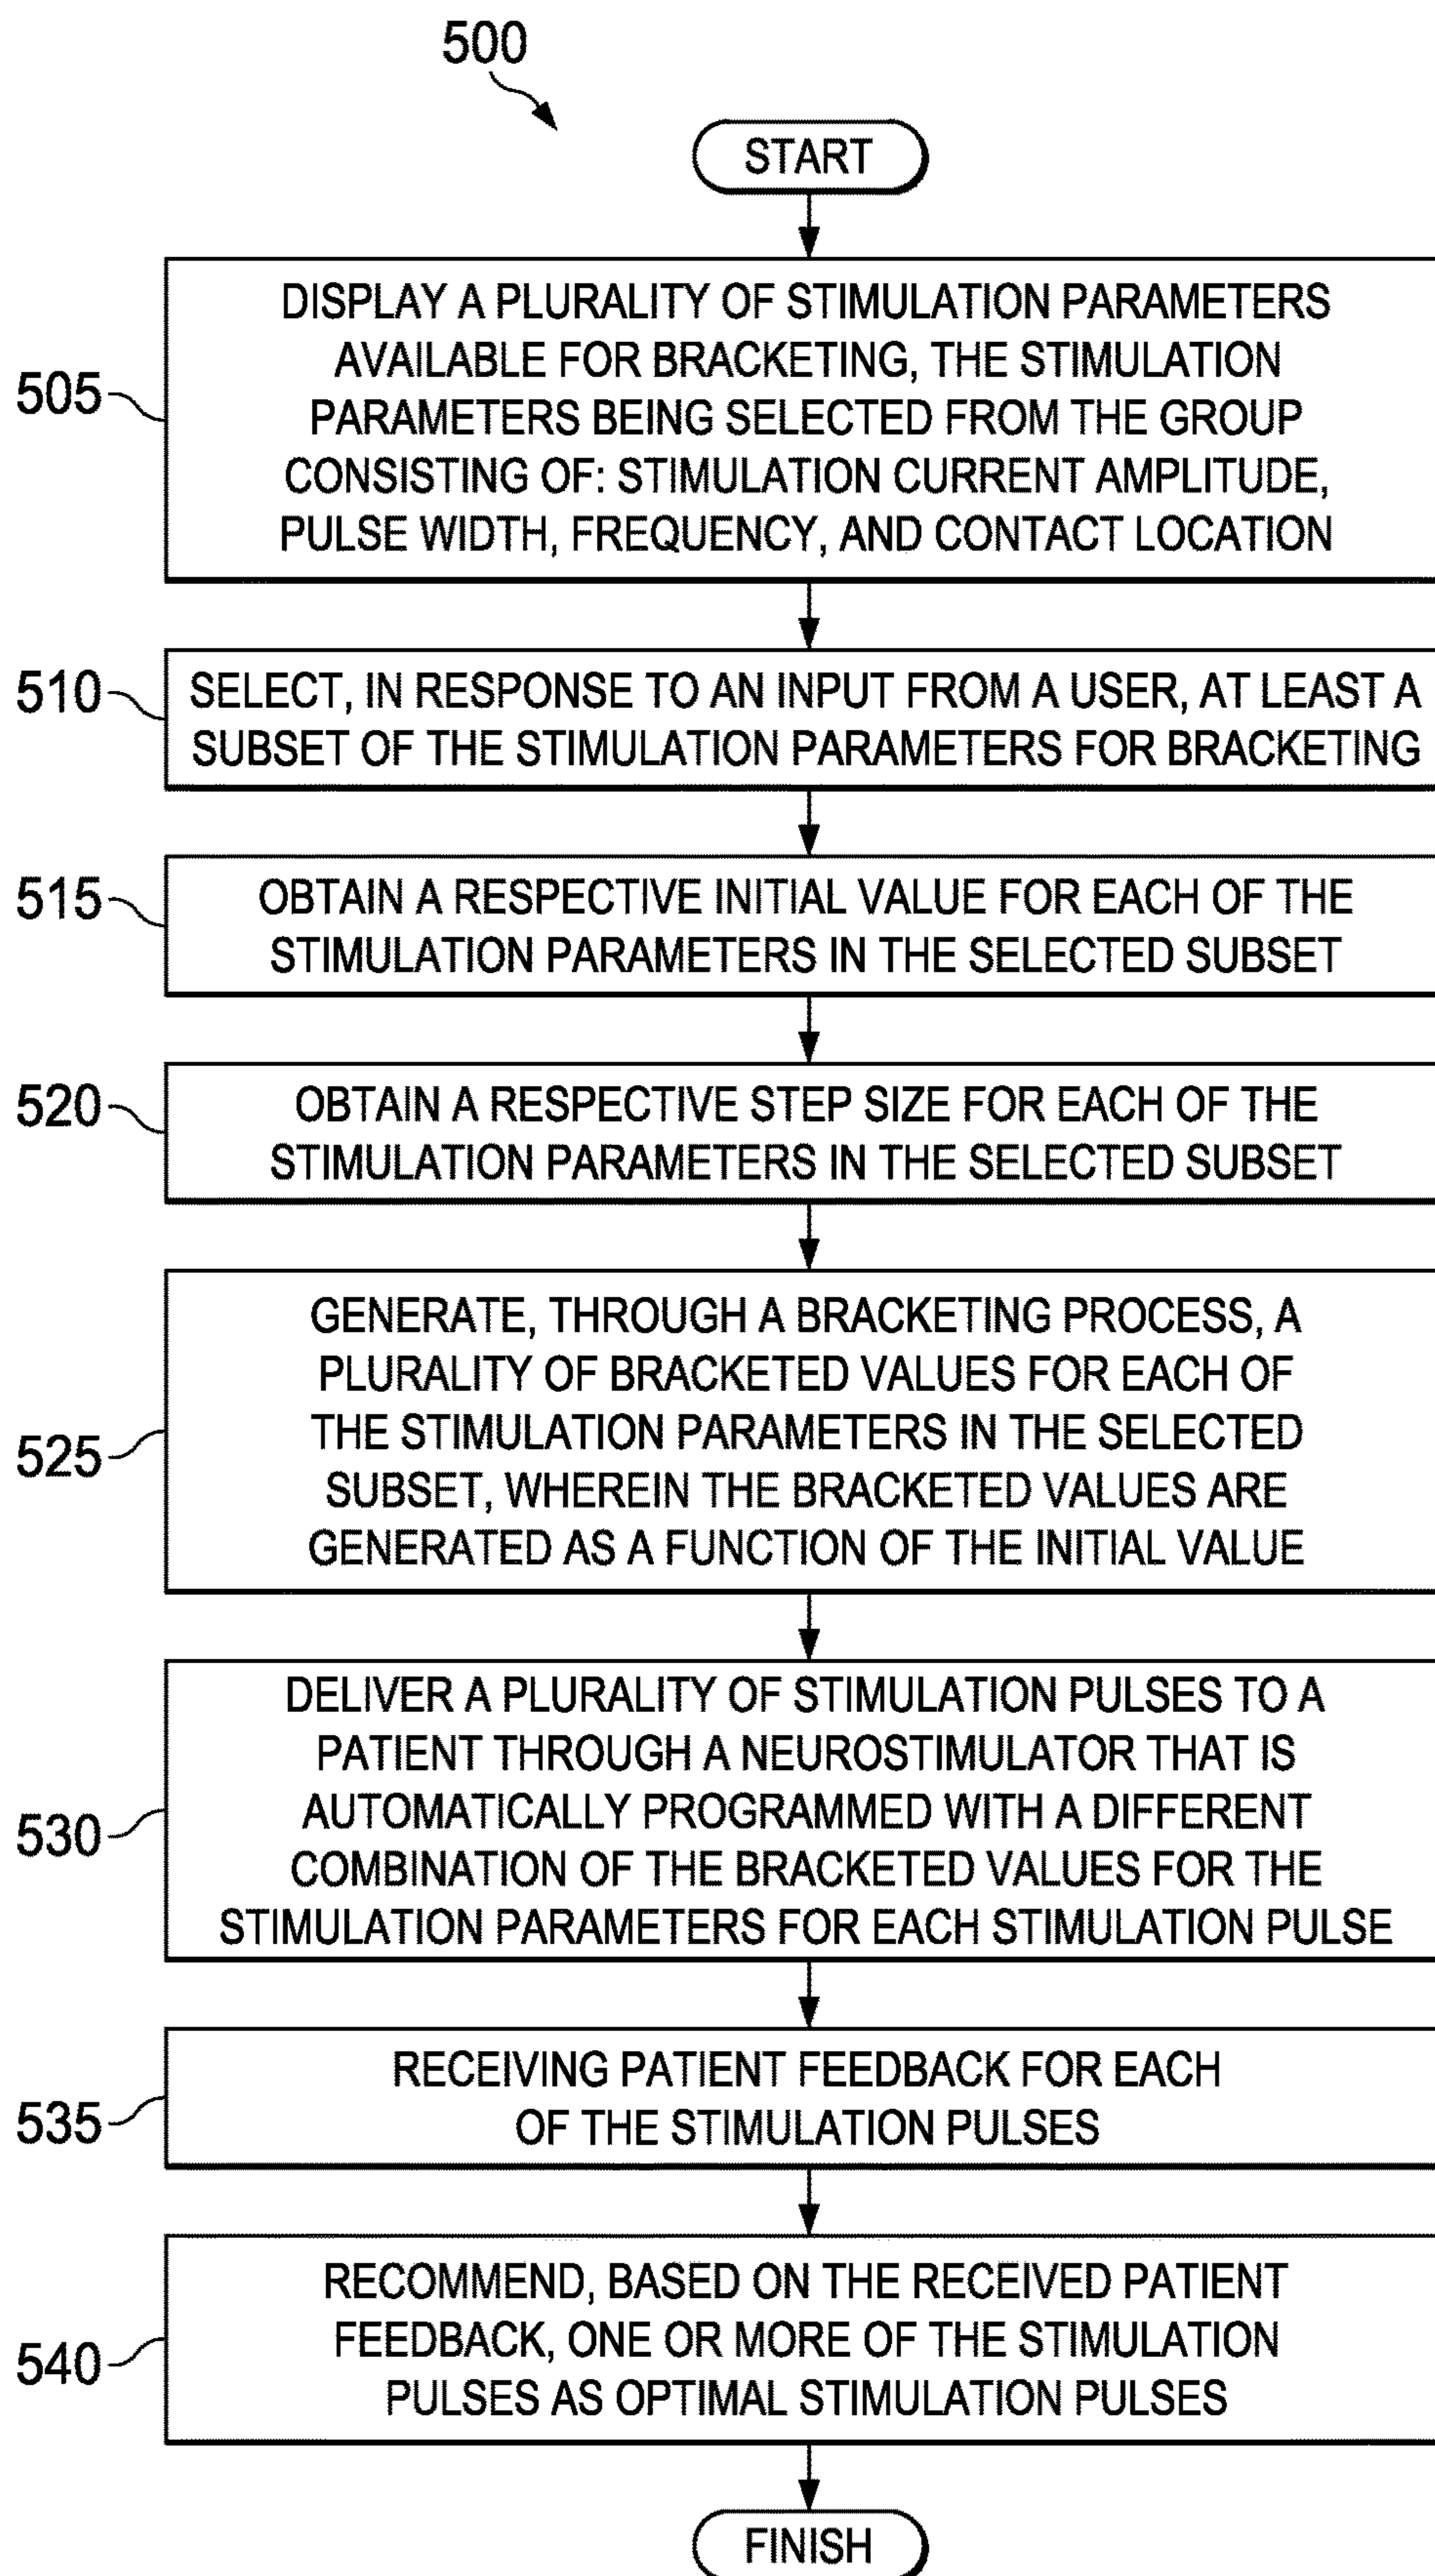 500
START
505
DISPLAY A PLURALITY OF STIMULATION PARAMETERS
AVAILABLE FOR BRACKETING, THE STIMULATION
PARAMETERS BEING SELECTED FROM THE GROUP
CONSISTING OF: STIMULATION CURRENT AMPLITUDE,
PULSE WIDTH, FREQUENCY, AND CONTACT LOCATION
510
SELECT, IN RESPONSE TO AN INPUT FROM A USER, AT LEAST A
SUBSET OF THE STIMULATION PARAMETERS FOR BRACKETING
515
OBTAIN A RESPECTIVE INITIAL VALUE FOR EACH OF THE
STIMULATION PARAMETERS IN THE SELECTED SUBSET
520
OBTAIN A RESPECTIVE STEP SIZE FOR EACH OF THE
STIMULATION PARAMETERS IN THE SELECTED SUBSET
525
GENERATE, THROUGH A BRACKETING PROCESS, A
PLURALITY OF BRACKETED VALUES FOR EACH OF
THE STIMULATION PARAMETERS IN THE SELECTED
SUBSET, WHEREIN THE BRACKETED VALUES ARE
GENERATED AS A FUNCTION OF THE INITIAL VALUE
530
DELIVER A PLURALITY OF STIMULATION PULSES TO A
PATIENT THROUGH A NEUROSTIMULATOR THAT IS
AUTOMATICALLY PROGRAMMED WITH A DIFFERENT
COMBINATION OF THE BRACKETED VALUES FOR THE
STIMULATION PARAMETERS FOR EACH STIMULATION PULSE
535
RECEIVING PATIENT FEEDBACK FOR EACH
OF THE STIMULATION PULSES
540
RECOMMEND, BASED ON THE RECEIVED PATIENT
FEEDBACK, ONE OR MORE OF THE STIMULATION
PULSES AS OPTIMAL STIMULATION PULSES
FINISH